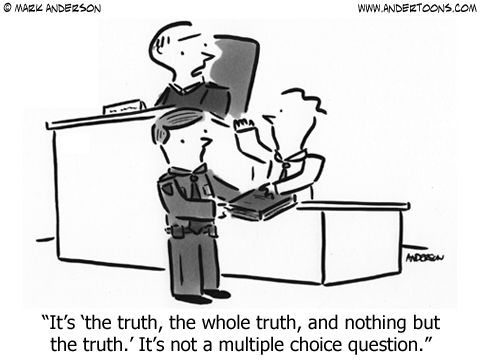 © MARK ANDERSON
WWW.ANDERTOONS.COM
ANDERSON
“It’s ‘the truth, the whole truth, and nothing but
the truth.’ It’s not a multiple choice question.”